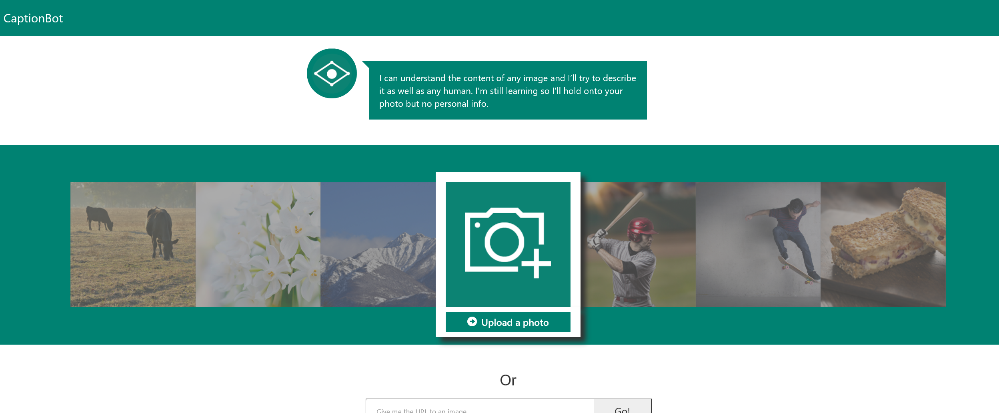 CaptionBot
I can understand the content of any image and I’ll try to describe
it as well as any human. I’m still learning so I’ll hold onto your
photo but no personal info.
Upload a photo
Or
Give me the URL to an image
Go!